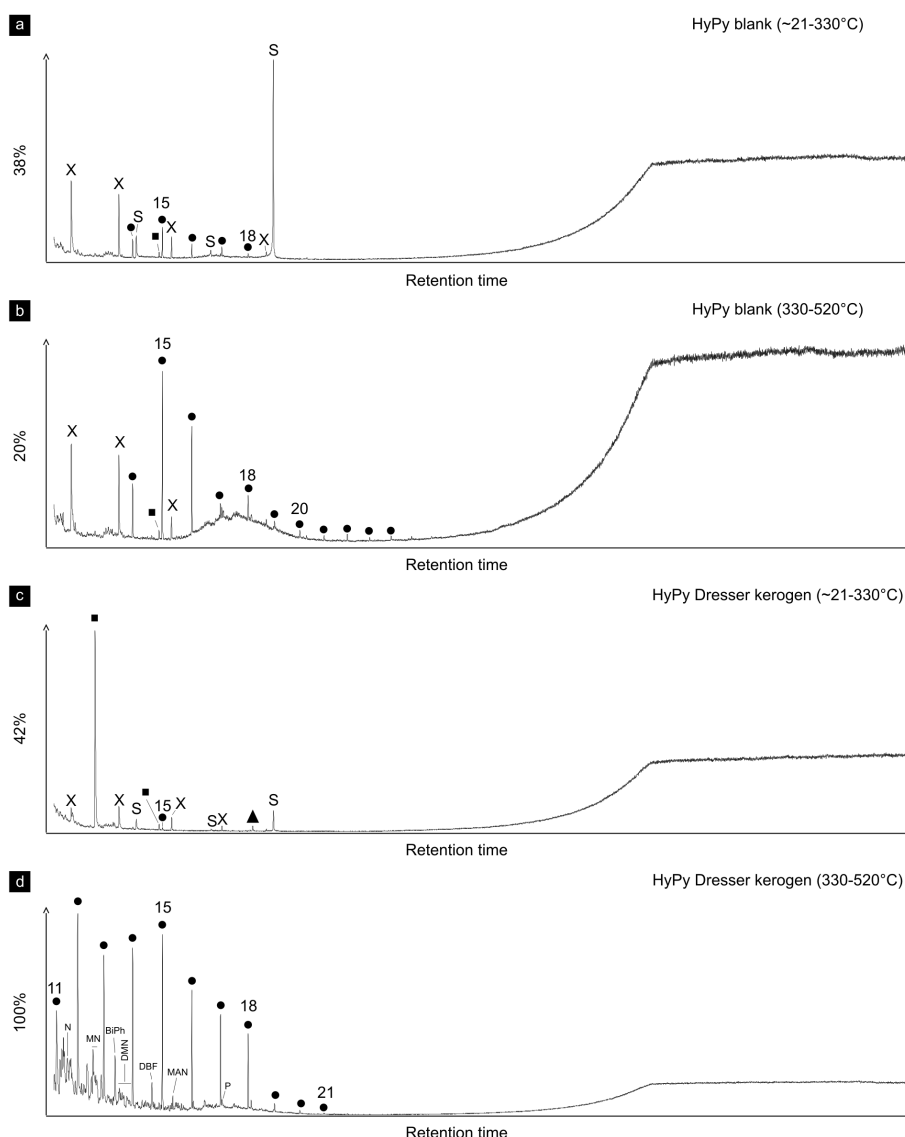 a
HyPy blank (~21-330°C)
S
X
X
15
S
X
S
18
X
38%
Retention time
b
HyPy blank (330-520°C)
15
X
X
18
X
20
20%
Retention time
c
HyPy Dresser kerogen (~21-330°C)
X
X
S
15
X
S
X
S
42%
Retention time
d
HyPy Dresser kerogen (330-520°C)
15
11
N
MN
BiPh
DMN
DBF
MAN
P
18
21
100%
Retention time